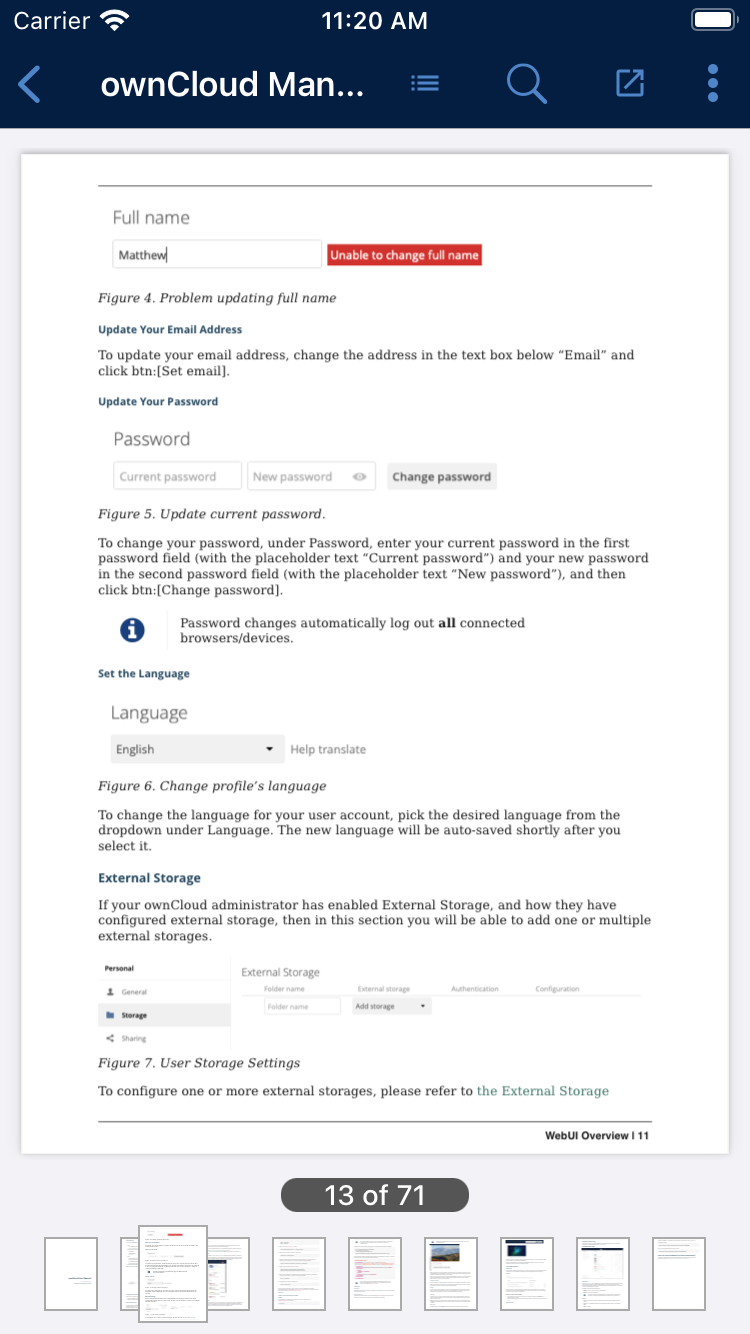 Carrier 11:20 AM
ownCloud Man...
Full name
Matthew Unable to change full name
Figure 4. Problem updating full name
Update Your Email Address
To update your email address, change the address in the text box below “Email” and
click btn:[Set email].
Update Your Password
Password
Current password New password Change password
Figure 5. Update current password.
To change your password, under Password, enter your current password in the first
password field (with the placeholder text “Current password”) and your new password
in the second password field (with the placeholder text “New password”), and then
click btn:[Change password].
Password changes automatically log out all connected
browsers/devices.
Set the Language
Language
English Help translate
Figure 6. Change profile’s language
To change the language for your user account, pick the desired language from the
dropdown under Language. The new language will be auto-saved shortly after you
select it.
External Storage
If your ownCloud administrator has enabled External Storage, and how they have
configured external storage, then in this section you will be able to add one or multiple
external storages.
Personal
General
Storage
Sharing
External Storage
Folder name External storage Authentication Configuration
Folder name Add storage
Figure 7. User Storage Settings
To configure one or more external storages, please refer to the External Storage
WebUI Overview | 11
13 of 71